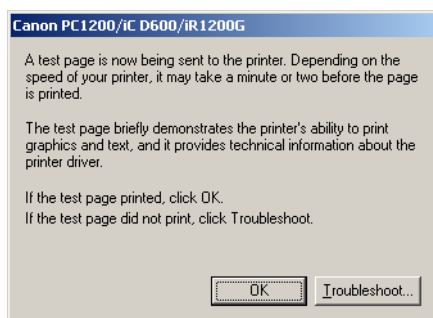 Canon PC1200/iC D600/iR1200G
A test page is now being sent to the printer. Depending on the
speed of your printer, it may take a minute or two before the page
is printed.
The test page briefly demonstrates the printer's ability to print
graphics and text, and it provides technical information about the
printer driver.
If the test page printed, click OK.
If the test page did not print, click Troubleshoot.
OK
Troubleshoot...